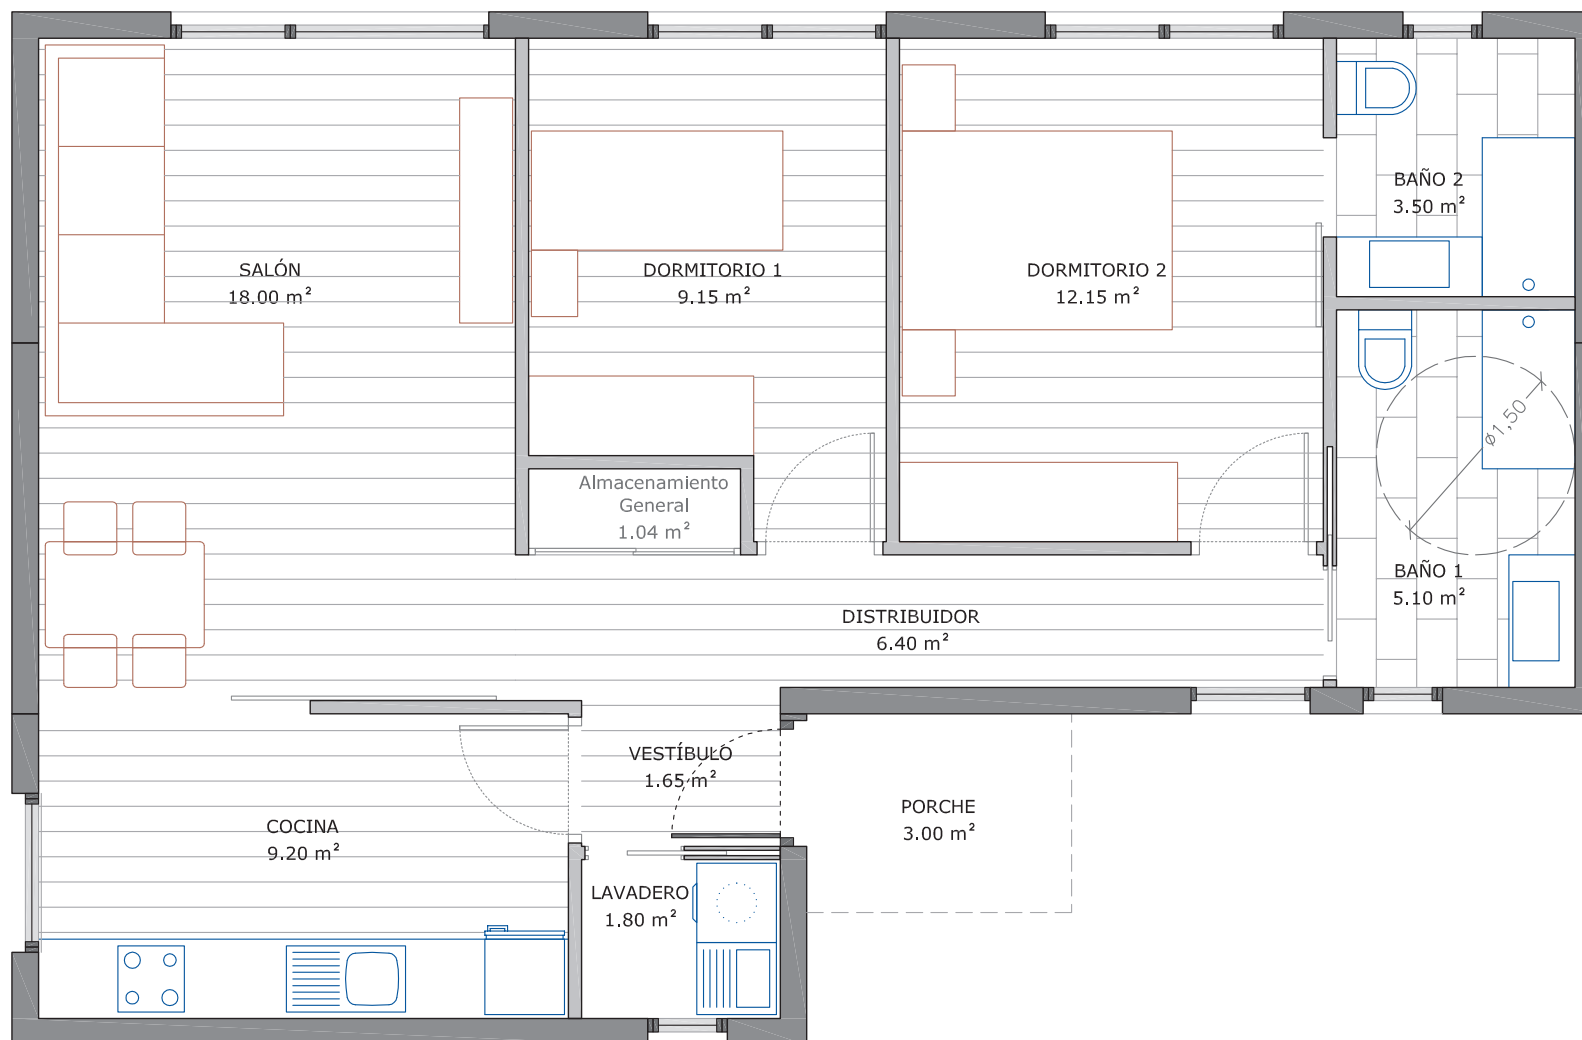 BAÑO 2
3.50 m²
SALÓN
18.00 m²
DORMITORIO 1
9.15 m²
DORMITORIO 2
12.15 m²
ø1,50
Almacenamiento
General
1.04 m²
BAÑO 1
5.10 m²
DISTRIBUIDOR
6.40 m²
VESTÍBULO
1.65 m²
PORCHE
3.00 m²
COCINA
9.20 m²
LAVADERO
1.80 m²